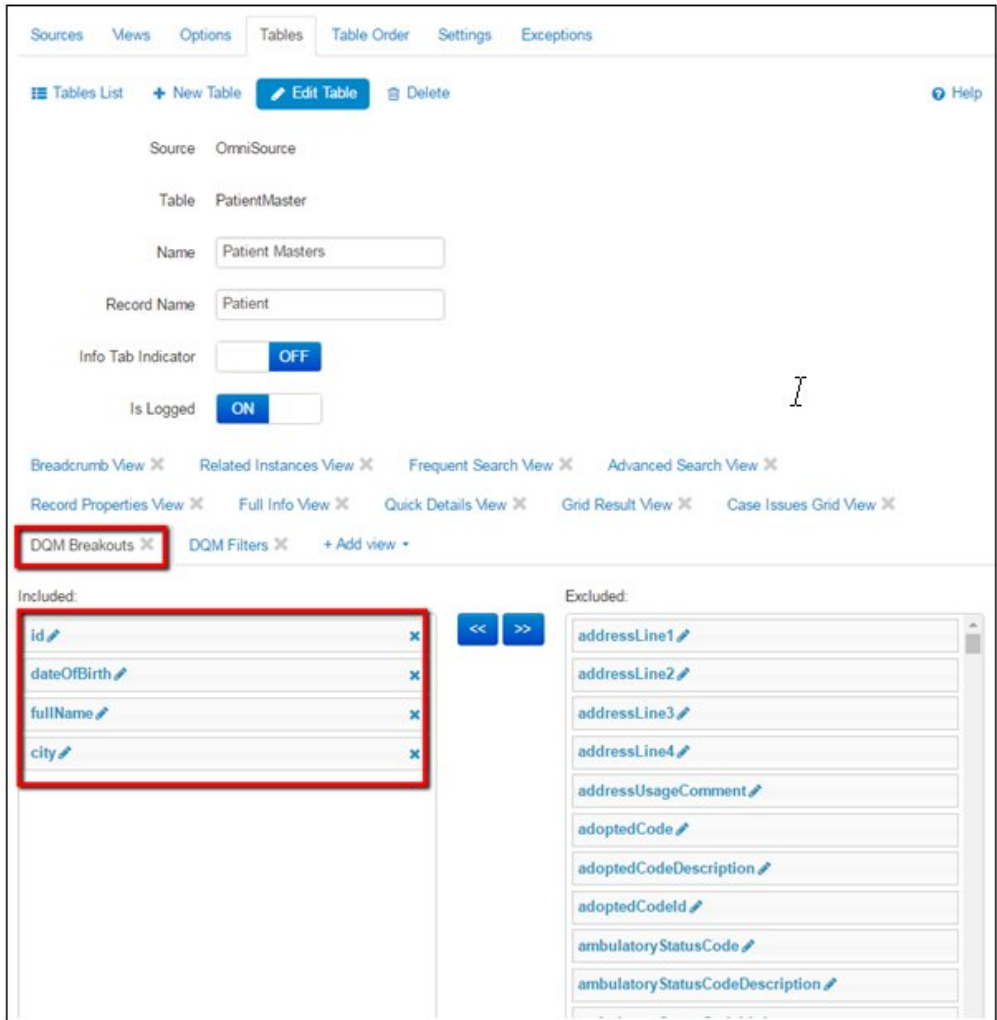 Sources Views Options Tables Table Order Settings Exceptions
Tables List + New Table Edit Table Delete Help
Source OmniSource
Table PatientMaster
Name Patient Masters
Record Name Patient
Info Tab Indicator OFF
Is Logged ON
Breadcrumb View Related Instances View Frequent Search View Advanced Search View
Record Properties View Full Info View Quick Details View Grid Result View Case Issues Grid View
DQM Breakouts DQM Filters + Add view
Included: Excluded:
id << >> addressLine1
dateOfBirth addressLine2
fullName addressLine3
city addressLine4
addressUsageComment
adoptedCode
adoptedCodeDescription
adoptedCodeId
ambulatoryStatusCode
ambulatoryStatusCodeDescription